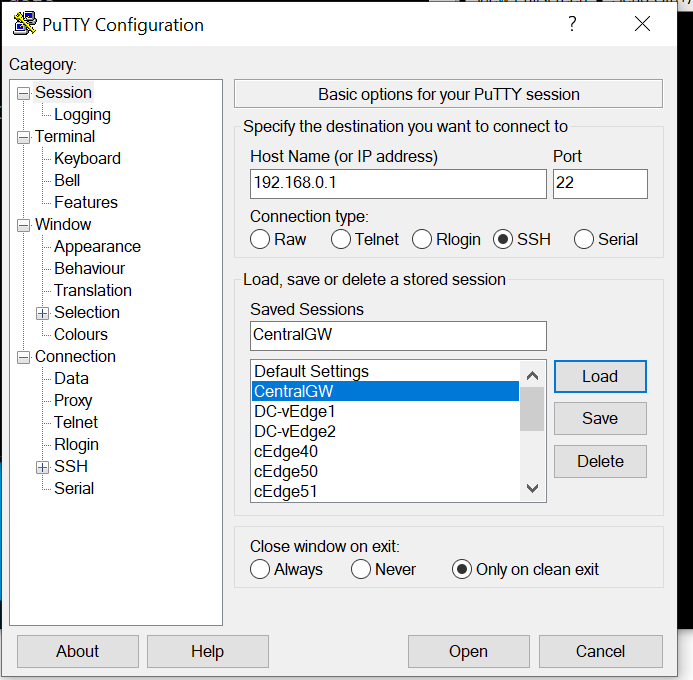 PuTTY Configuration
?
Category:
Session
Logging
Terminal
Keyboard
Bell
Features
Window
Appearance
Behaviour
Translation
Selection
Colours
Connection
Data
Proxy
Telnet
Rlogin
SSH
Serial
Basic options for your PuTTY session
Specify the destination you want to connect to
Host Name (or IP address) Port
192.168.0.1 22
Connection type:
Raw Telnet Rlogin SSH Serial
Load, save or delete a stored session
Saved Sessions
CentralGW
Default Settings
CentralGW
DC-vEdge1
DC-vEdge2
cEdge40
cEdge50
cEdge51
Load
Save
Delete
Close window on exit:
Always Never Only on clean exit
About Help Open Cancel